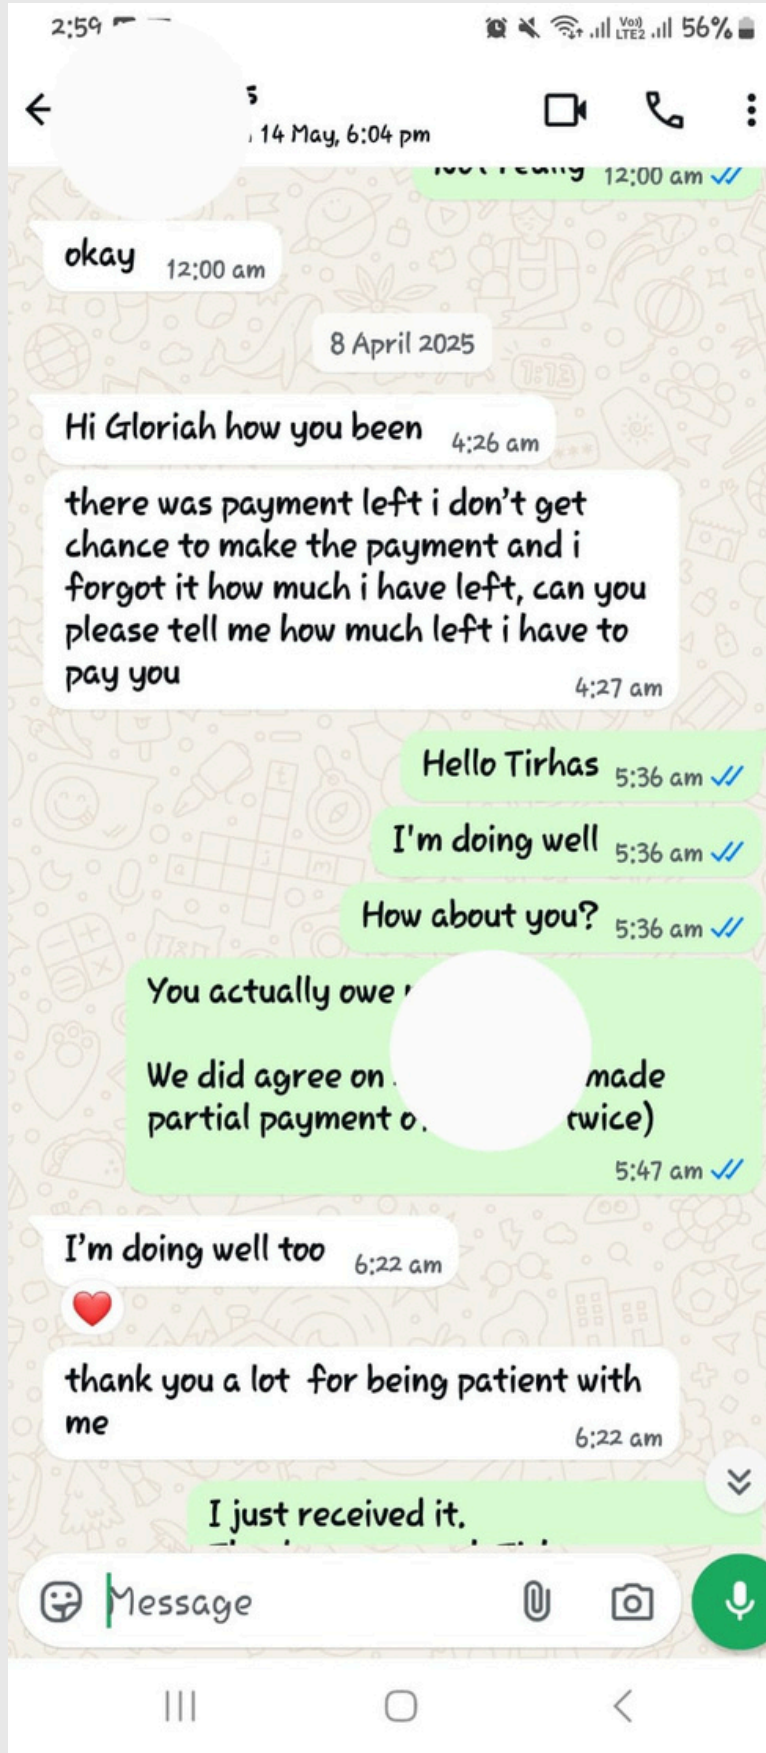 2:59 56%
14 May, 6:04 pm
Not really 12:00 am
okay 12:00 am
8 April 2025
Hi Gloriah how you been 4:26 am
there was payment left i don't get
chance to make the payment and i
forgot it how much i have left, can you
please tell me how much left i have to
pay you
4:27 am
Hello Tirhas 5:36 am
I'm doing well 5:36 am
How about you? 5:36 am
You actually owe
We did agree on made
partial payment twice)
5:47 am
I'm doing well too 6:22 am
thank you a lot for being patient with
me
6:22 am
I just received it.
Message